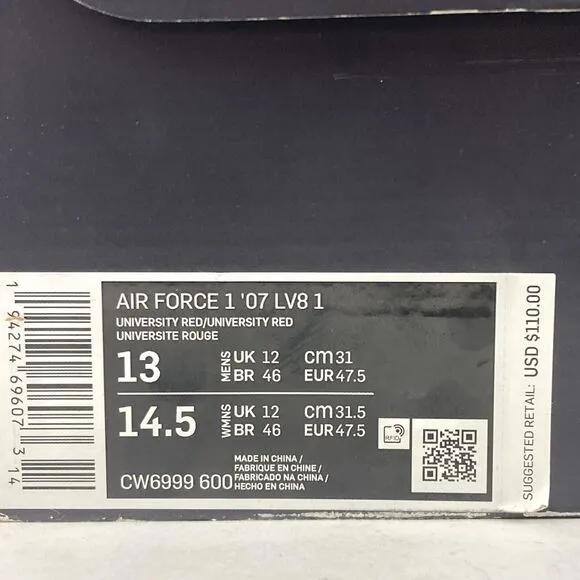 AIR FORCE 1 '07 LV8 1
UNIVERSITY RED/UNIVERSITY RED
UNIVERSITE ROUGE
13 MENS UK 12 cm 31
BR 46 EUR 47.5
14.5 WMNS UK 12 cm 31.5
BR 46 EUR 47.5
RFID
MADE IN CHINA /
FABRIQUE EN CHINE /
CW6999 600 FABRICADO NA CHINA /
HECHO EN CHINA
1 94274 69607 3 14
SUGGESTED RETAIL: USD $110.00